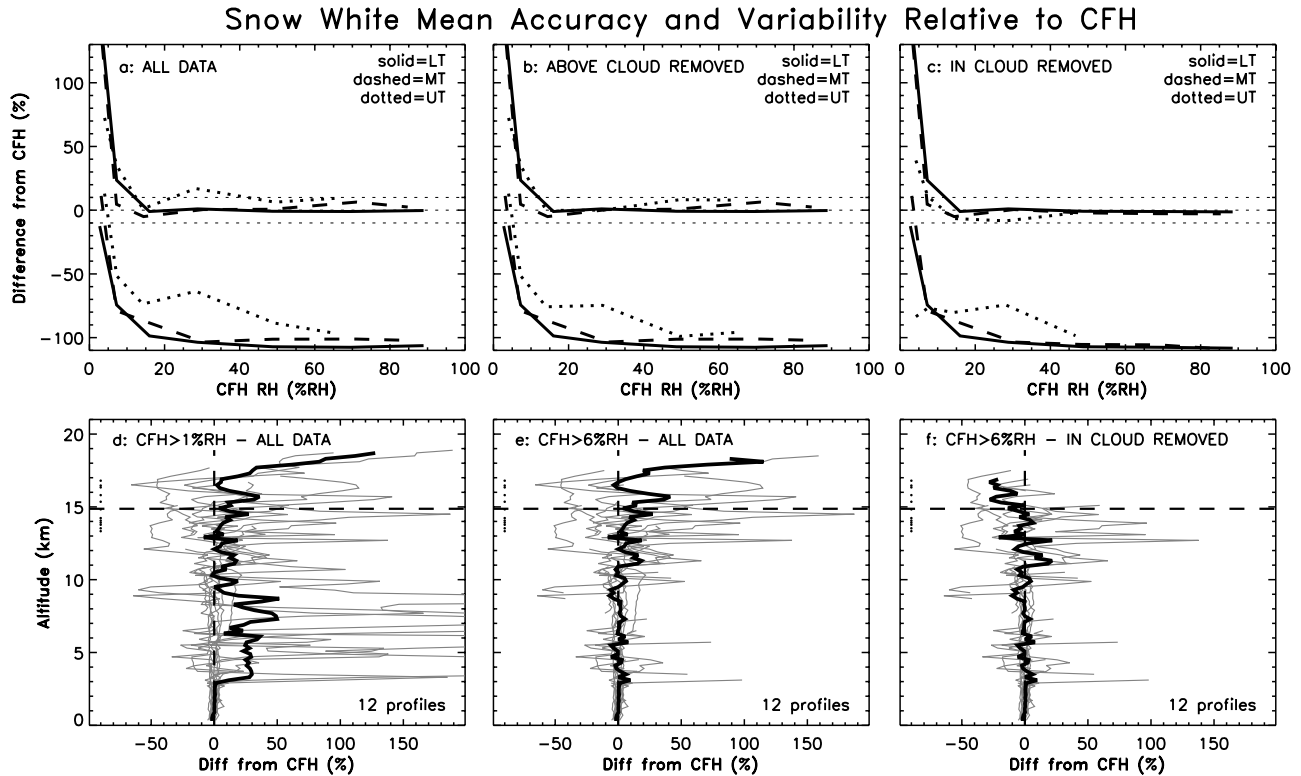 Snow White Mean Accuracy and Variability Relative to CFH
a: ALL DATA
solid=LT
dashed=MT
dotted=UT
b: ABOVE CLOUD REMOVED
solid=LT
dashed=MT
dotted=UT
c: IN CLOUD REMOVED
solid=LT
dashed=MT
dotted=UT
Difference from CFH (%)
100
50
0
−50
−100
0 20 40 60 80 100
0 20 40 60 80 100
0 20 40 60 80 100
CFH RH (%RH)
CFH RH (%RH)
CFH RH (%RH)
d: CFH>1%RH − ALL DATA
e: CFH>6%RH − ALL DATA
f: CFH>6%RH − IN CLOUD REMOVED
Altitude (km)
20
15
10
5
0
12 profiles
12 profiles
12 profiles
−50 0 50 100 150
−50 0 50 100 150
−50 0 50 100 150
Diff from CFH (%)
Diff from CFH (%)
Diff from CFH (%)